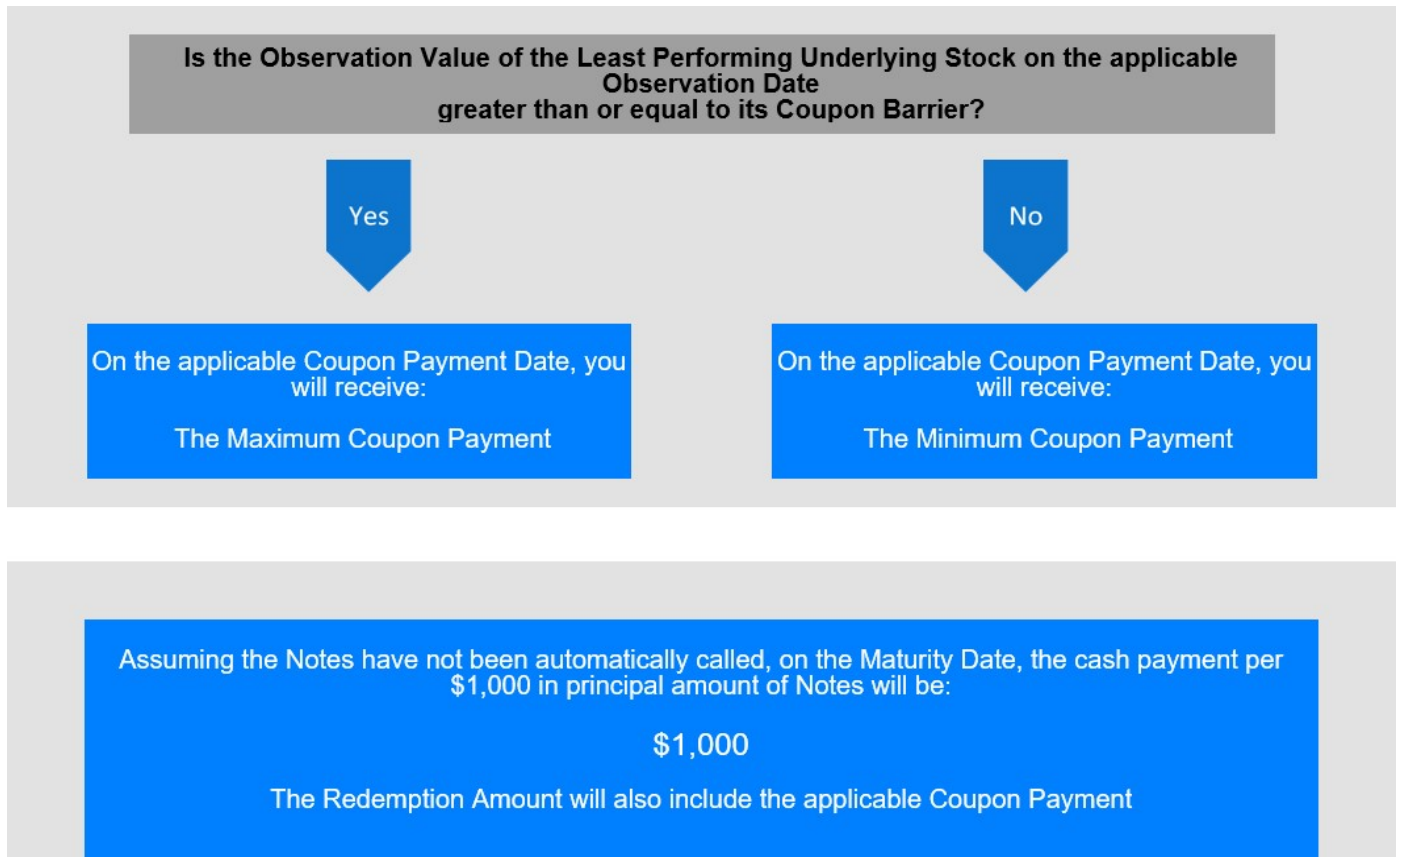 Is the Observation Value of the Least Performing Underlying Stock on the applicable
Observation Date
greater than or equal to its Coupon Barrier?
Yes
No
On the applicable Coupon Payment Date, you
will receive:
The Maximum Coupon Payment
On the applicable Coupon Payment Date, you
will receive:
The Minimum Coupon Payment
Assuming the Notes have not been automatically called, on the Maturity Date, the cash payment per
$1,000 in principal amount of Notes will be:
$1,000
The Redemption Amount will also include the applicable Coupon Payment